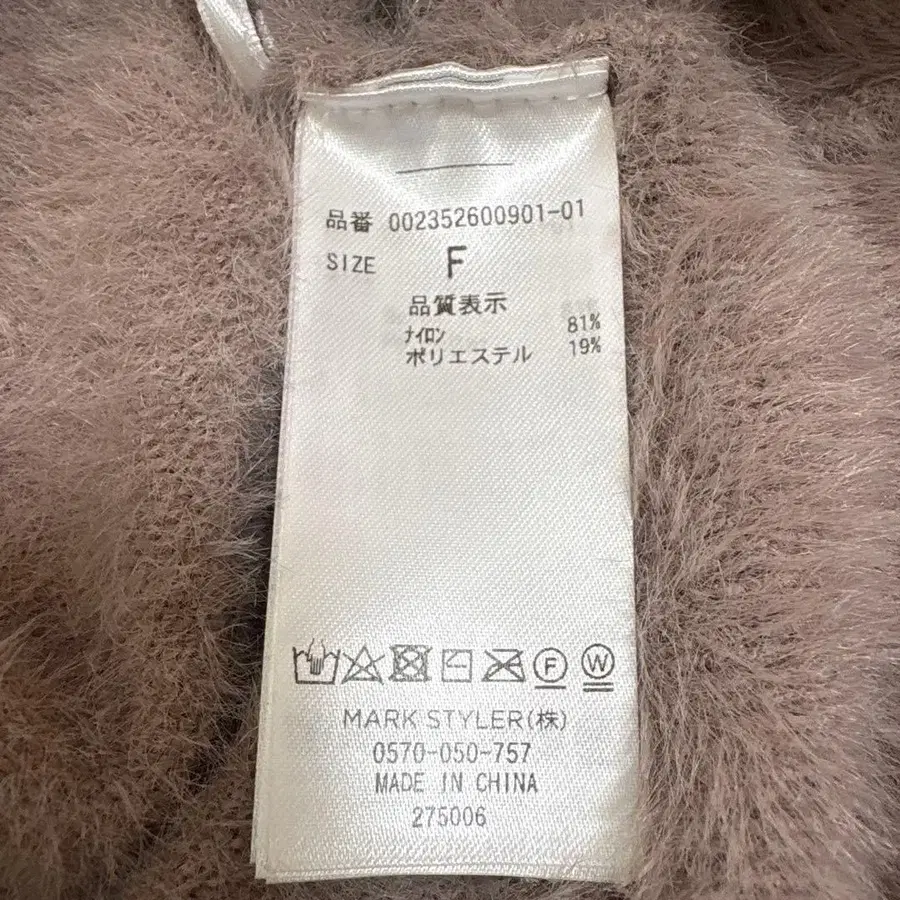 品番 002352600901-01
SIZE F
品質表示
ナイロン 81%
ポリエステル 19%
F W
MARK STYLER(株)
0570-050-757
MADE IN CHINA
275006